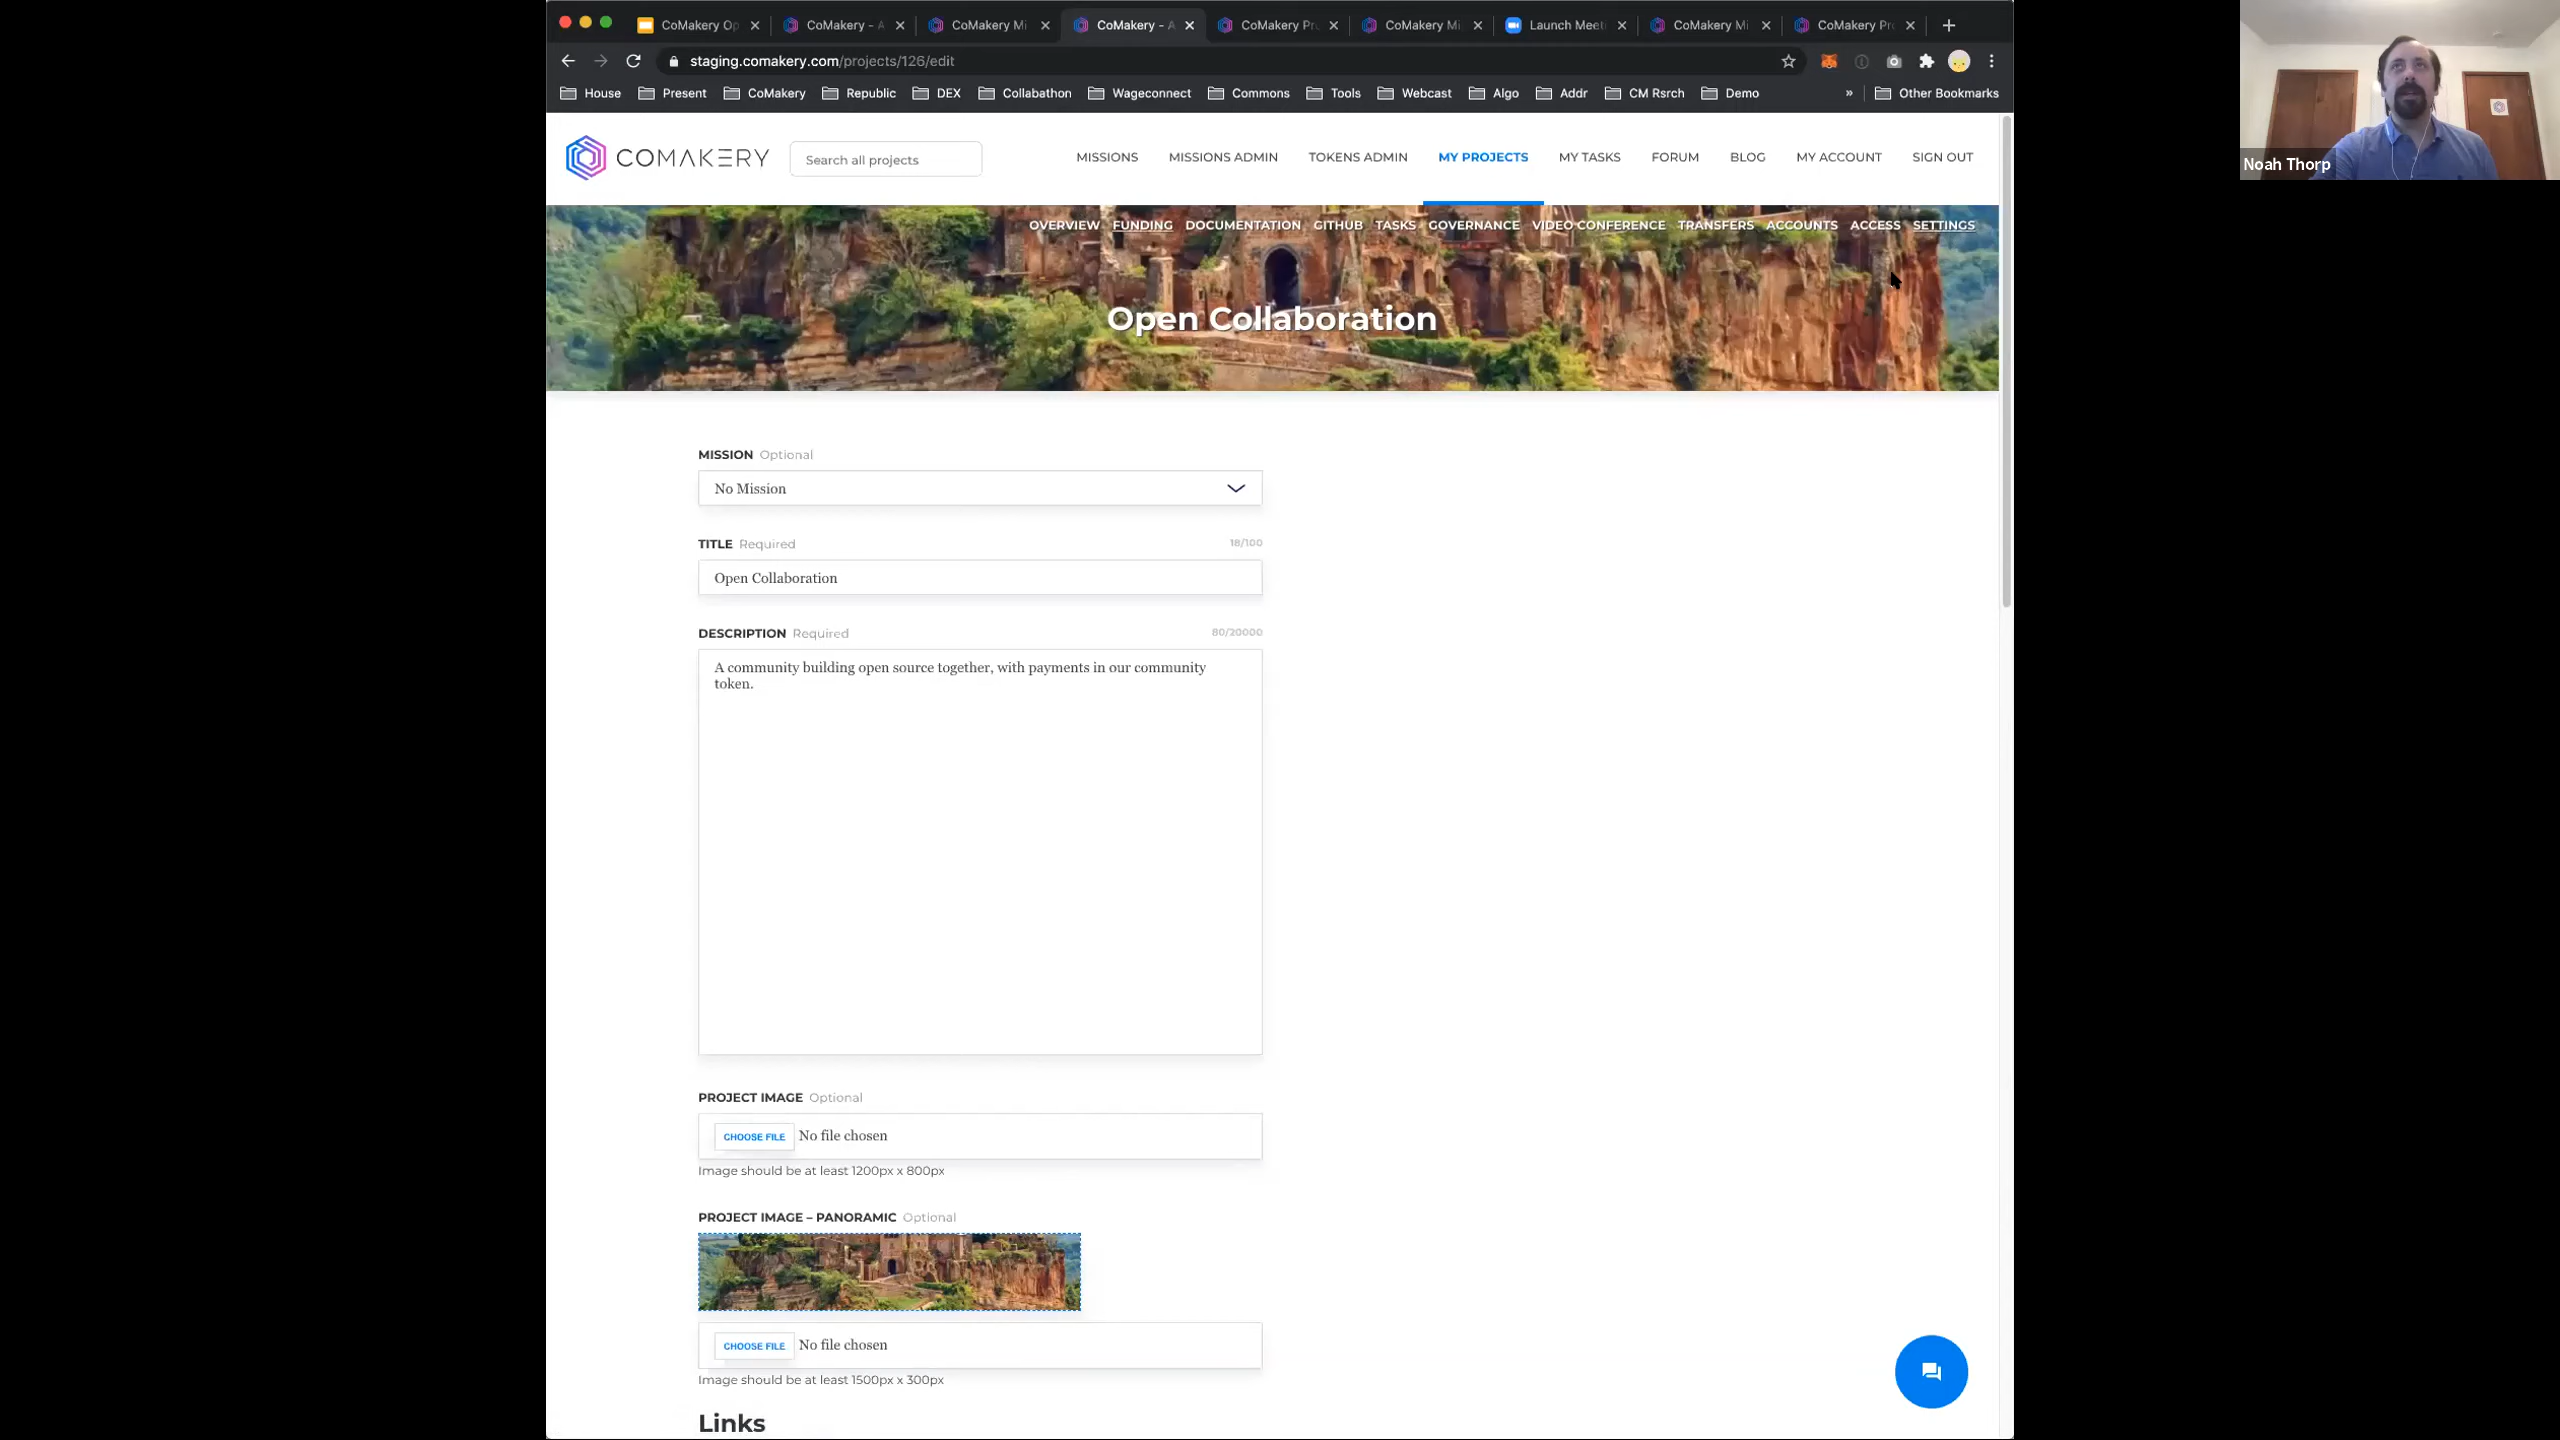 CoMakery Op
CoMakery - A
CoMakery Mi
CoMakery - A
CoMakery Pr
CoMakery Mi
Launch Meet
CoMakery Mi
CoMakery Pr
staging.comakery.com/projects/126/edit
House Present CoMakery Republic DEX Collabathon Wageconnect Commons Tools Webcast Algo Addr CM Rsrch Demo » Other Bookmarks
COMAKERY
Search all projects
MISSIONS MISSIONS ADMIN TOKENS ADMIN MY PROJECTS MY TASKS FORUM BLOG MY ACCOUNT SIGN OUT
Noah Thorp
OVERVIEW FUNDING DOCUMENTATION GITHUB TASKS GOVERNANCE VIDEO CONFERENCE TRANSFERS ACCOUNTS ACCESS SETTINGS
Open Collaboration
MISSION Optional
No Mission
TITLE Required 18/100
Open Collaboration
DESCRIPTION Required 80/20000
A community building open source together, with payments in our community
token.
PROJECT IMAGE Optional
CHOOSE FILE No file chosen
Image should be at least 1200px x 800px
PROJECT IMAGE – PANORAMIC Optional
CHOOSE FILE No file chosen
Image should be at least 1500px x 300px
Links